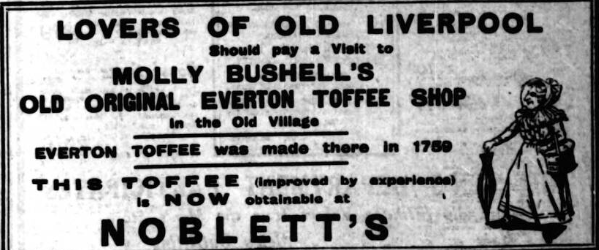 LOVERS OF OLD LIVERPOOL
Should pay a Visit to
MOLLY BUSHELL'S
OLD ORIGINAL EVERTON TOFFEE SHOP
in the Old Village
EVERTON TOFFEE was made there in 1759
THIS TOFFEE (improved by experience)
is NOW obtainable at
NOBLETT'S